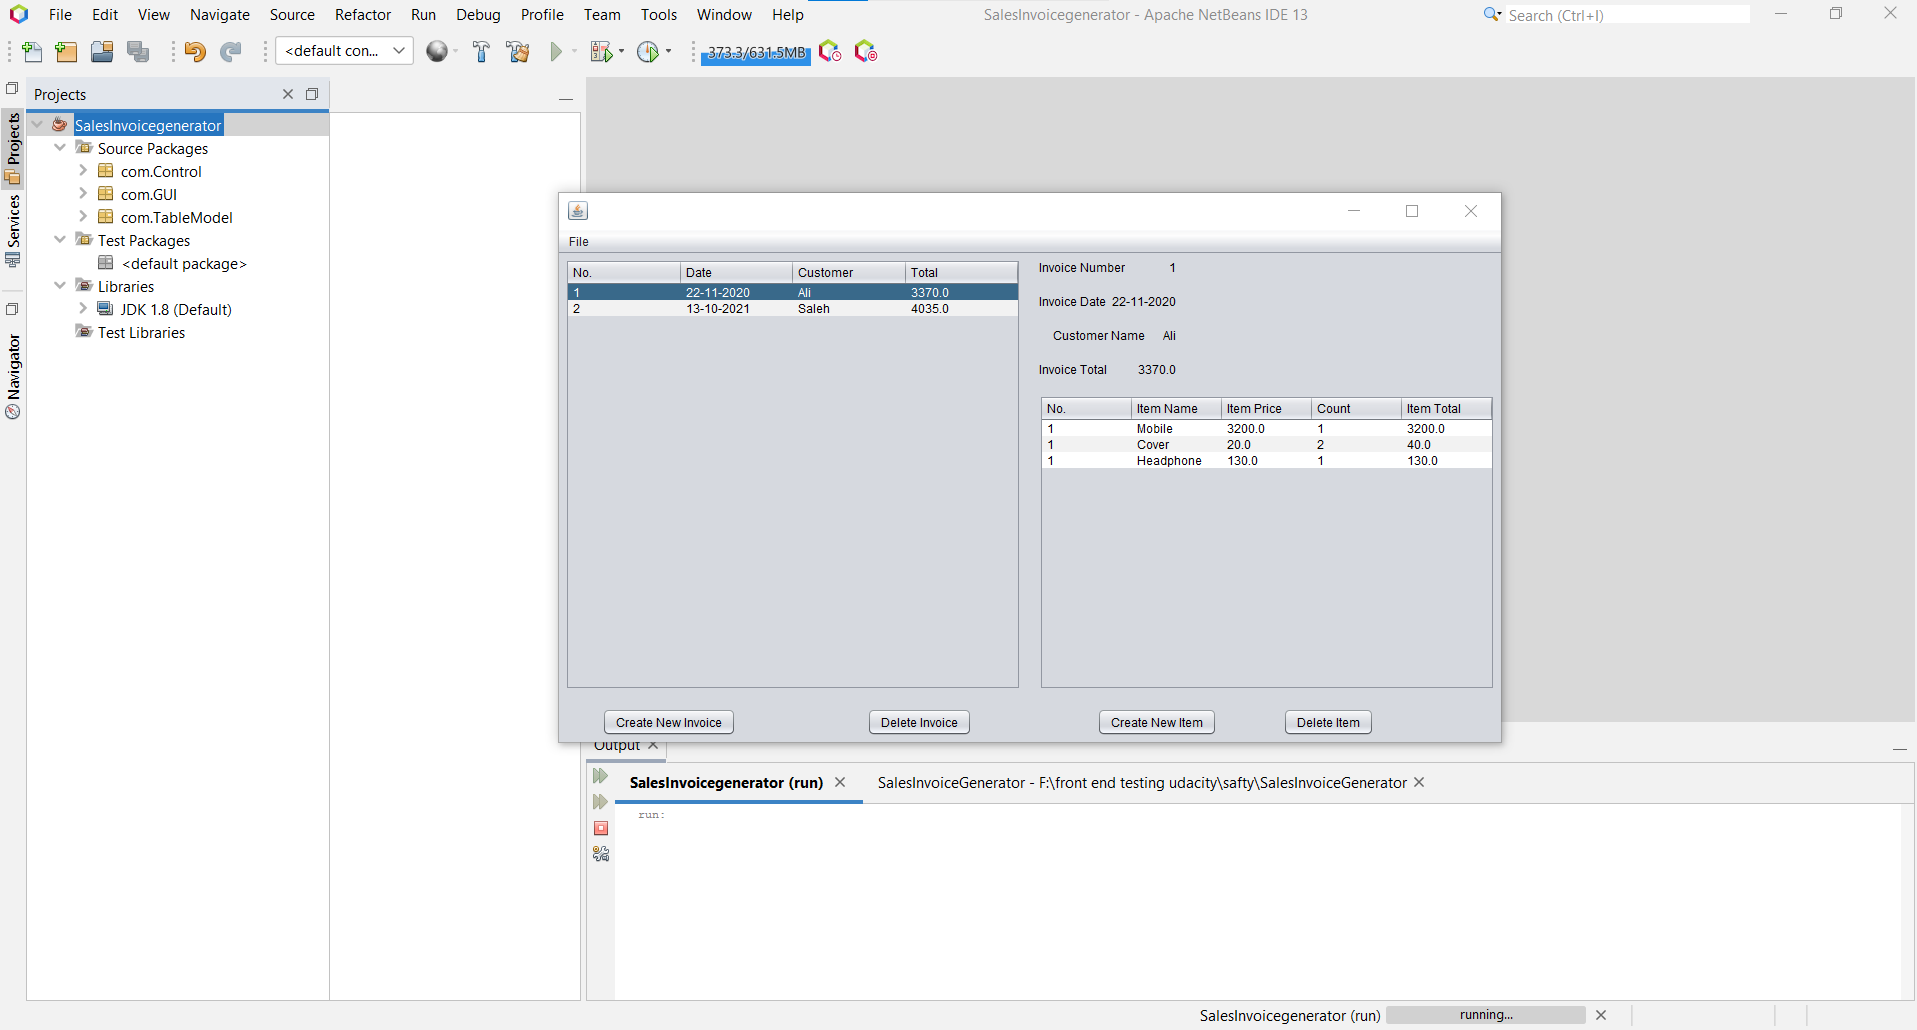 File Edit View Navigate Source Refactor Run Debug Profile Team Tools Window Help
SalesInvoicegenerator - Apache NetBeans IDE 13
Search (Ctrl+I)
<default con...
373.3/631.5MB
Projects
Services
Navigator
Projects
SalesInvoicegenerator
Source Packages
com.Control
com.GUI
com.TableModel
Test Packages
<default package>
Libraries
JDK 1.8 (Default)
Test Libraries
File
No. Date Customer Total
1 22-11-2020 Ali 3370.0
2 13-10-2021 Saleh 4035.0
Invoice Number 1
Invoice Date 22-11-2020
Customer Name Ali
Invoice Total 3370.0
No. Item Name Item Price Count Item Total
1 Mobile 3200.0 1 3200.0
1 Cover 20.0 2 40.0
1 Headphone 130.0 1 130.0
Create New Invoice Delete Invoice Create New Item Delete Item
Output
SalesInvoicegenerator (run) SalesInvoiceGenerator - F:\front end testing udacity\safty\SalesInvoiceGenerator
run:
SalesInvoicegenerator (run) running...